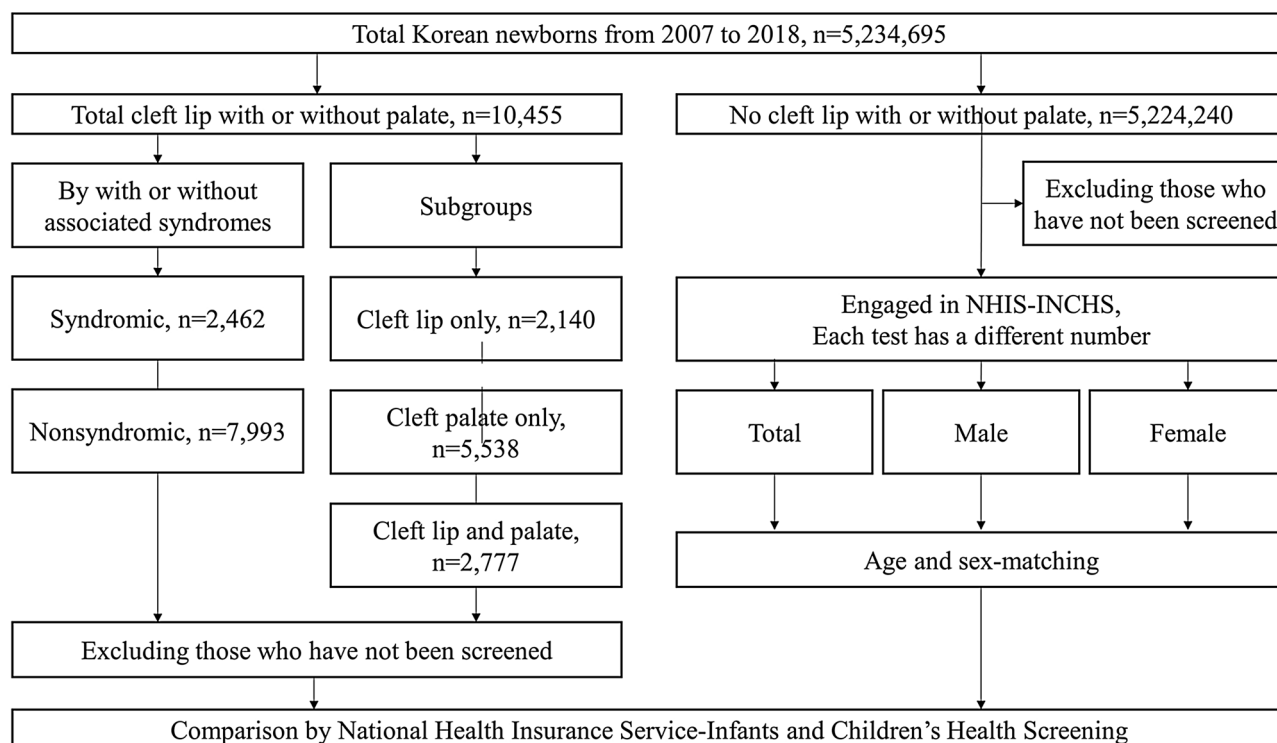 Total Korean newborns from 2007 to 2018, n=5,234,695
Total cleft lip with or without palate, n=10,455
No cleft lip with or without palate, n=5,224,240
By with or without
associated syndromes
Subgroups
Excluding those who
have not been screened
Syndromic, n=2,462
Cleft lip only, n=2,140
Engaged in NHIS-INCHS,
Each test has a different number
Nonsyndromic, n=7,993
Cleft palate only,
n=5,538
Total
Male
Female
Cleft lip and palate,
n=2,777
Age and sex-matching
Excluding those who have not been screened
Comparison by National Health Insurance Service-Infants and Children’s Health Screening